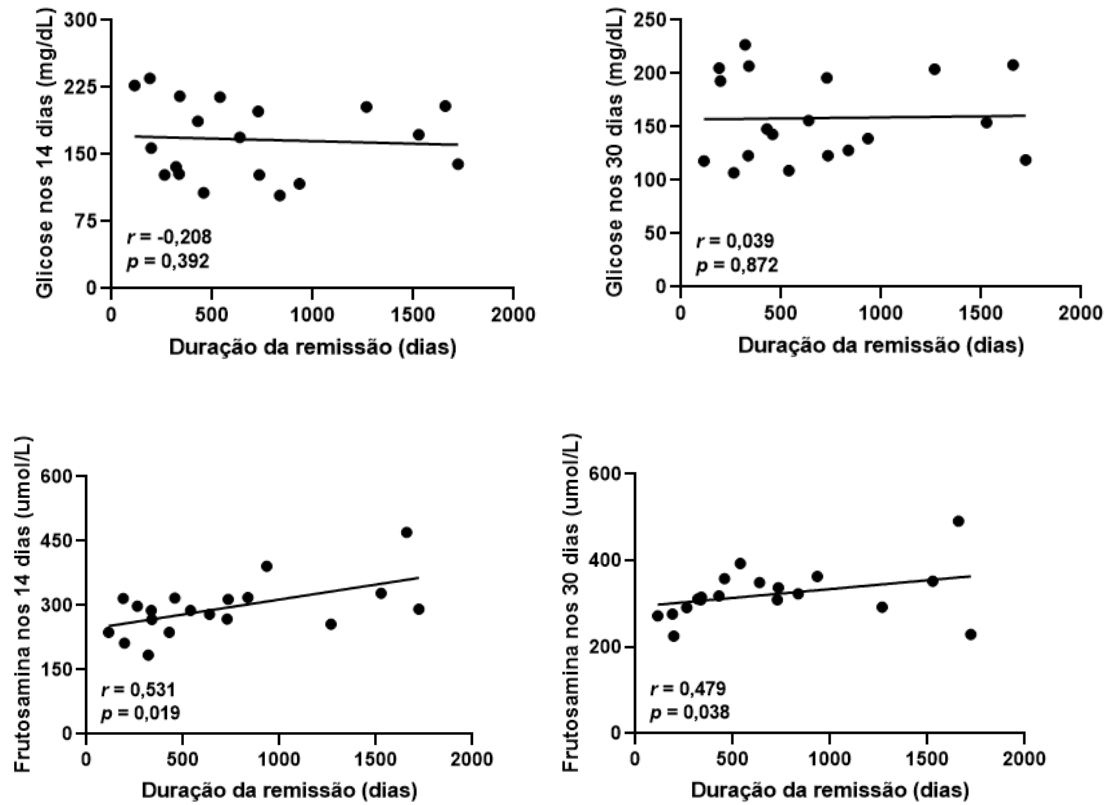 Glicose nos 14 dias (mg/dL)
300
225
150
75
0
r = -0,208
p = 0,392
0 500 1000 1500 2000
Duração da remissão (dias)
Glicose nos 30 dias (mg/dL)
250
200
150
100
50
0
r = 0,039
p = 0,872
0 500 1000 1500 2000
Duração da remissão (dias)
Frutosamina nos 14 dias (umol/L)
600
450
300
150
0
r = 0,531
p = 0,019
0 500 1000 1500 2000
Duração da remissão (dias)
Frutosamina nos 30 dias (umol/L)
600
400
200
0
r = 0,479
p = 0,038
0 500 1000 1500 2000
Duração da remissão (dias)